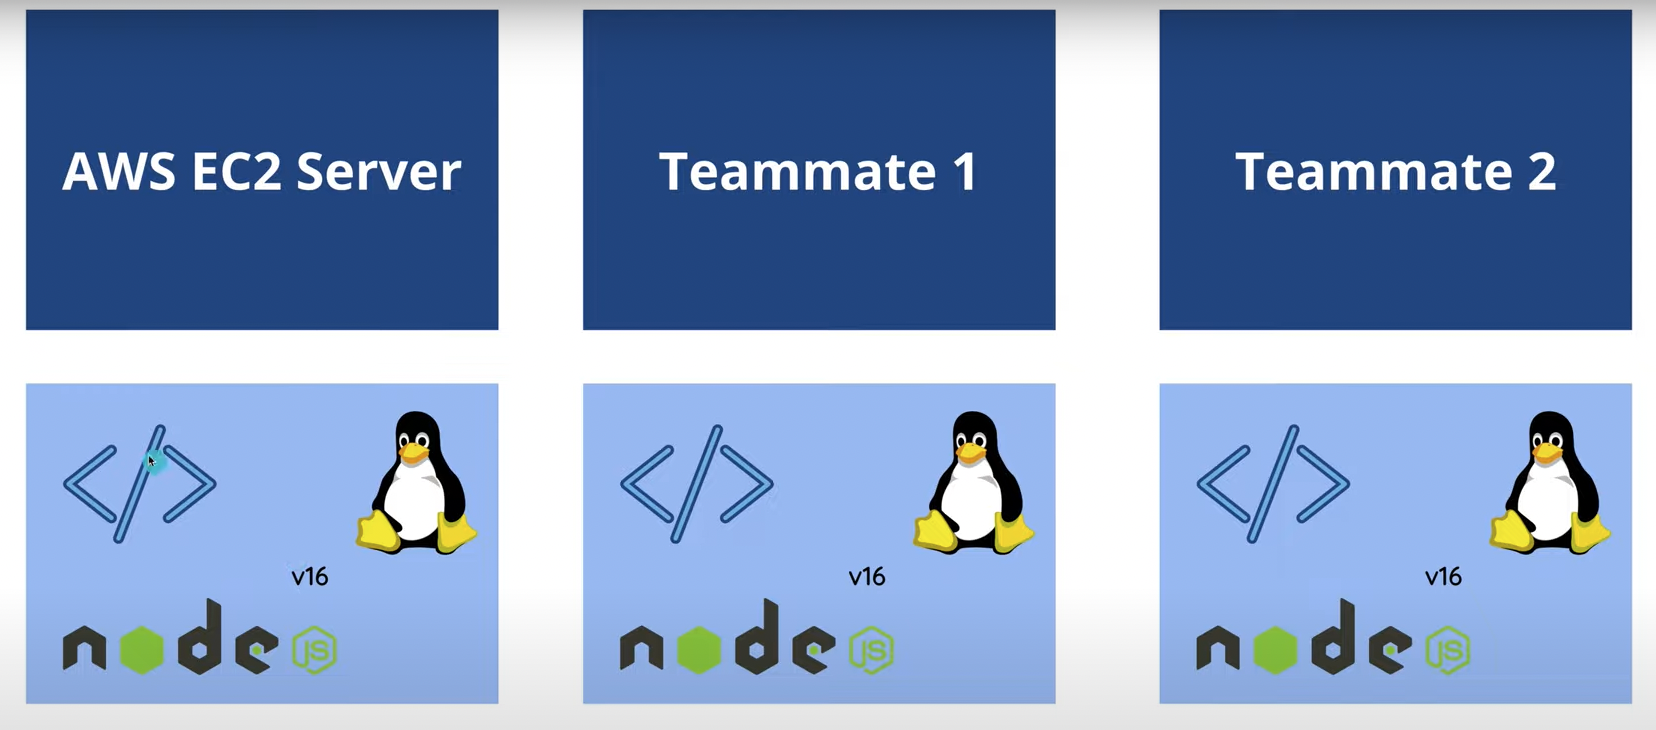 AWS EC2 Server
Teammate 1
Teammate 2
</>
</>
</>
v16
v16
v16
node JS
node JS
node JS